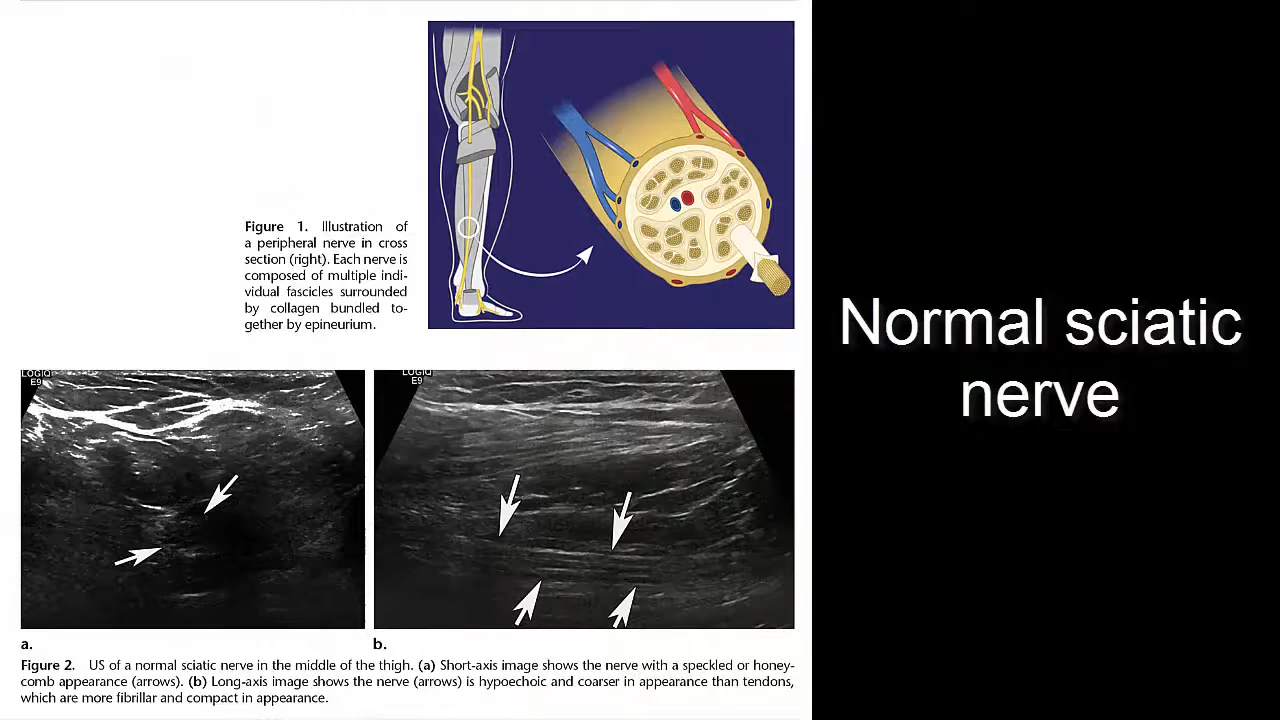 Figure 1. Illustration of
a peripheral nerve in cross
section (right). Each nerve is
composed of multiple indi-
vidual fascicles surrounded
by collagen bundled to-
gether by epineurium.
Normal sciatic
nerve
LOGIQ
E9
LOGIQ
E9
a.
b.
Figure 2. US of a normal sciatic nerve in the middle of the thigh. (a) Short-axis image shows the nerve with a speckled or honey-
comb appearance (arrows). (b) Long-axis image shows the nerve (arrows) is hypoechoic and coarser in appearance than tendons,
which are more fibrillar and compact in appearance.